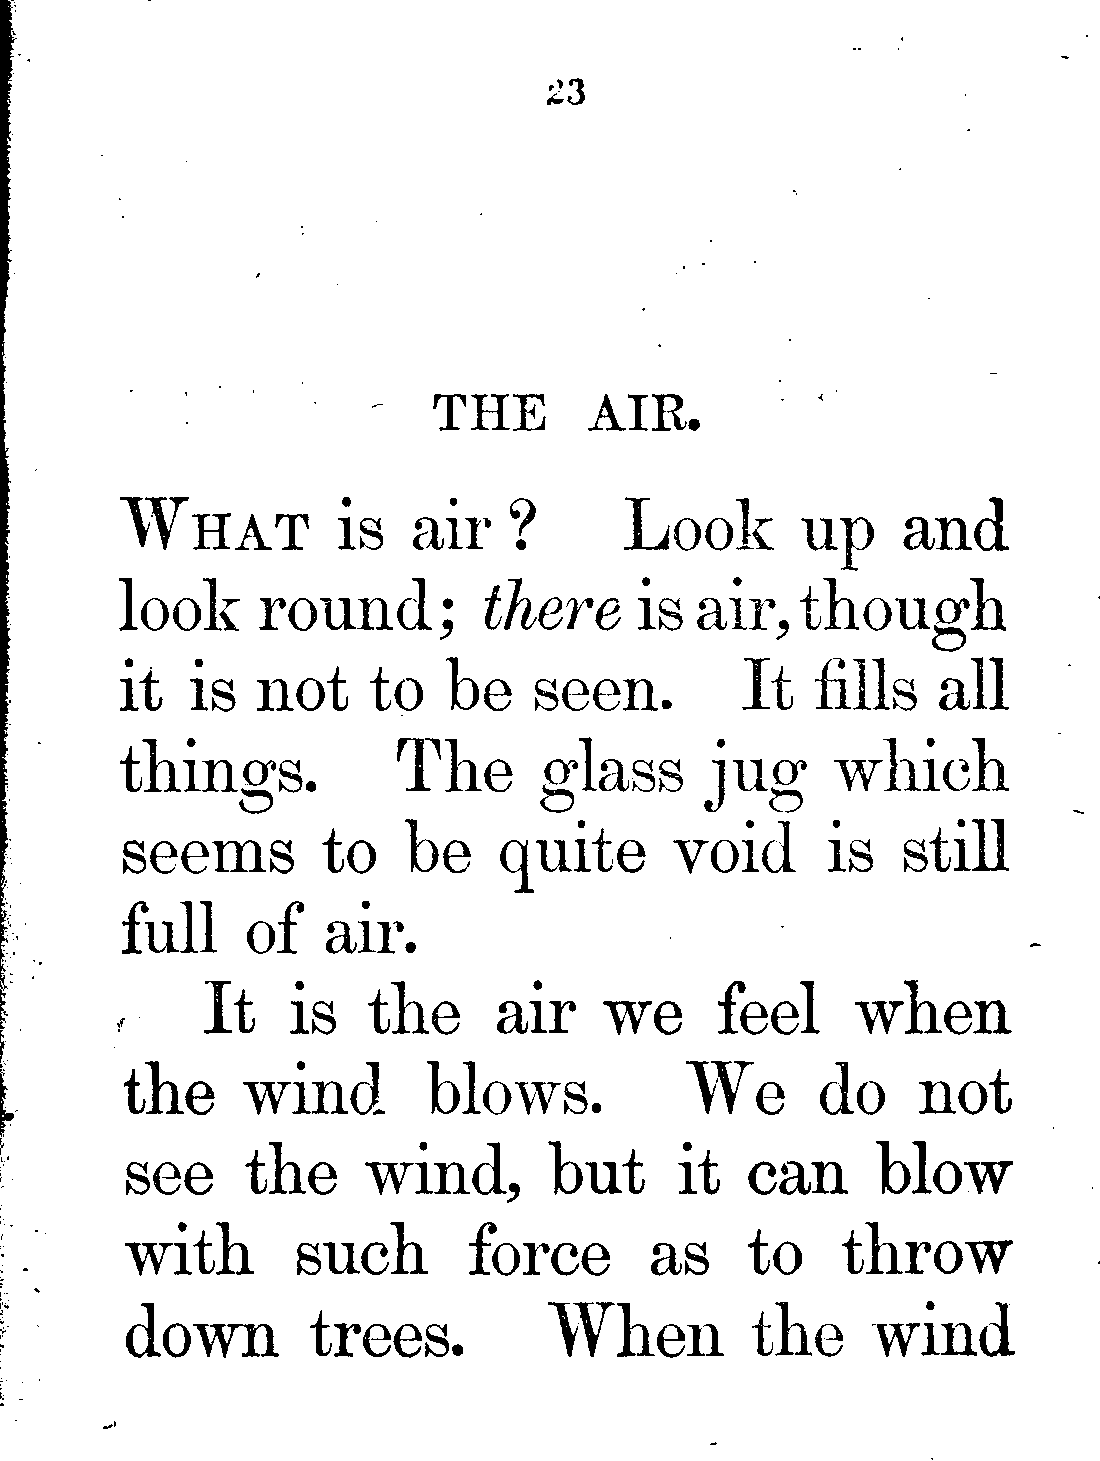 23
THE AIR.
WHAT is air? Look up and
look round; there is air, though
it is not to be seen. It fills all
things. The glass jug which
seems to be quite void is still
full of air.
It is the air we feel when
the wind blows. We do not
see the wind, but it can blow
with such force as to throw
down trees. When the wind